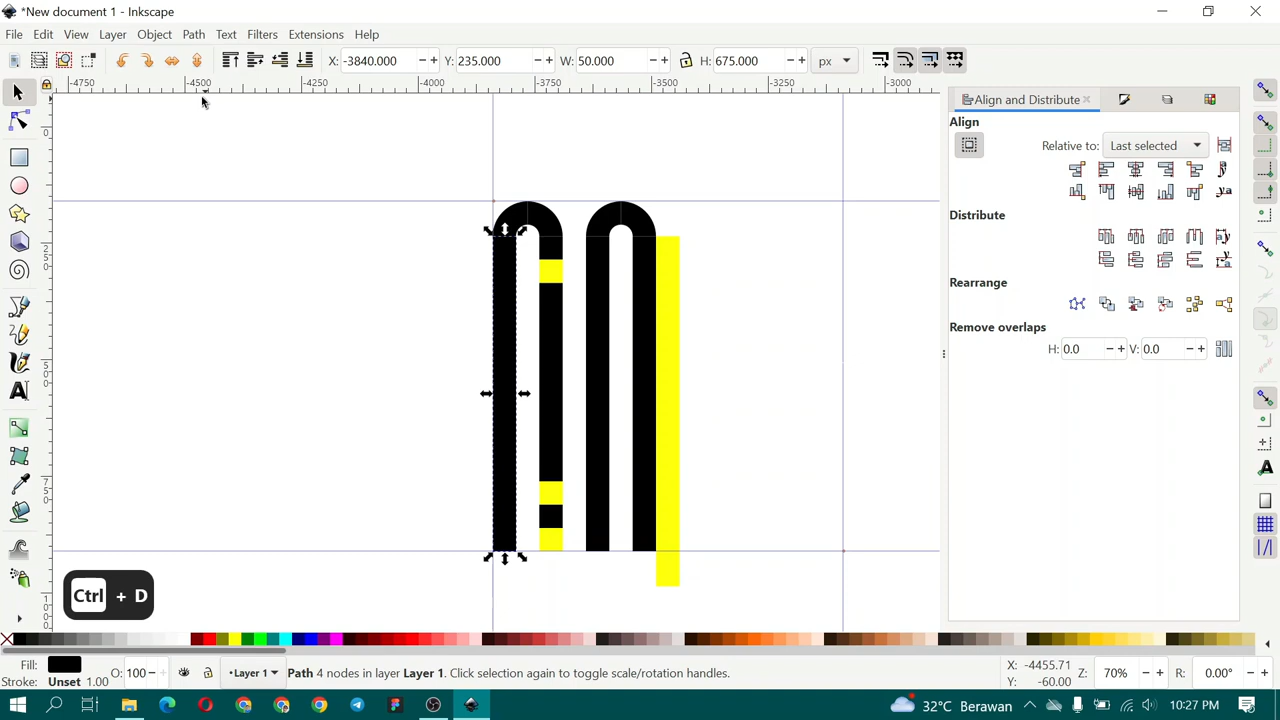 *New document 1 - Inkscape
File Edit View Layer Object Path Text Filters Extensions Help
X: -3840.000 Y: 235.000 W: 50.000 H: 675.000 px
-4750 -4500 -4250 -4000 -3750 -3500 -3250 -3000
Align and Distribute
Align
Relative to: Last selected
Distribute
Rearrange
Remove overlaps
H: 0.0 V: 0.0
Ctrl + D
Fill:
Stroke: Unset 1.00
O: 100
Layer 1
Path 4 nodes in layer Layer 1. Click selection again to toggle scale/rotation handles.
X: -4455.71
Y: -60.00
Z: 70%
R: 0.00°
32°C Berawan
10:27 PM